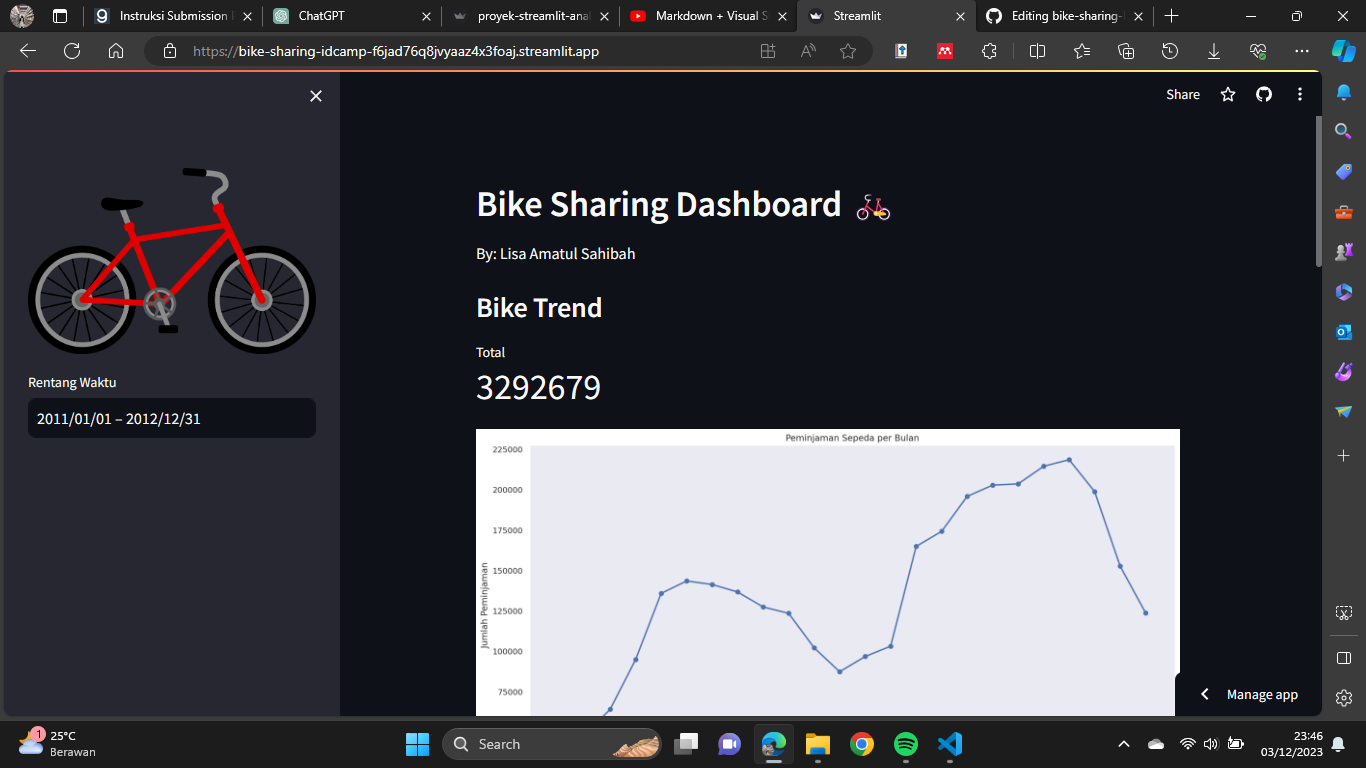 Instruksi Submission
ChatGPT
proyek-streamlit-ana
Markdown + Visual S
Streamlit
Editing bike-sharing-
https://bike-sharing-idcamp-f6jad76q8jvyaaz4x3foaj.streamlit.app
Share
Bike Sharing Dashboard
By: Lisa Amatul Sahibah
Bike Trend
Total
3292679
Rentang Waktu
2011/01/01 – 2012/12/31
Peminjaman Sepeda per Bulan
225000
200000
175000
150000
125000
100000
75000
Jumlah Peminjaman
Manage app
1
25°C
Berawan
Search
23:46
03/12/2023